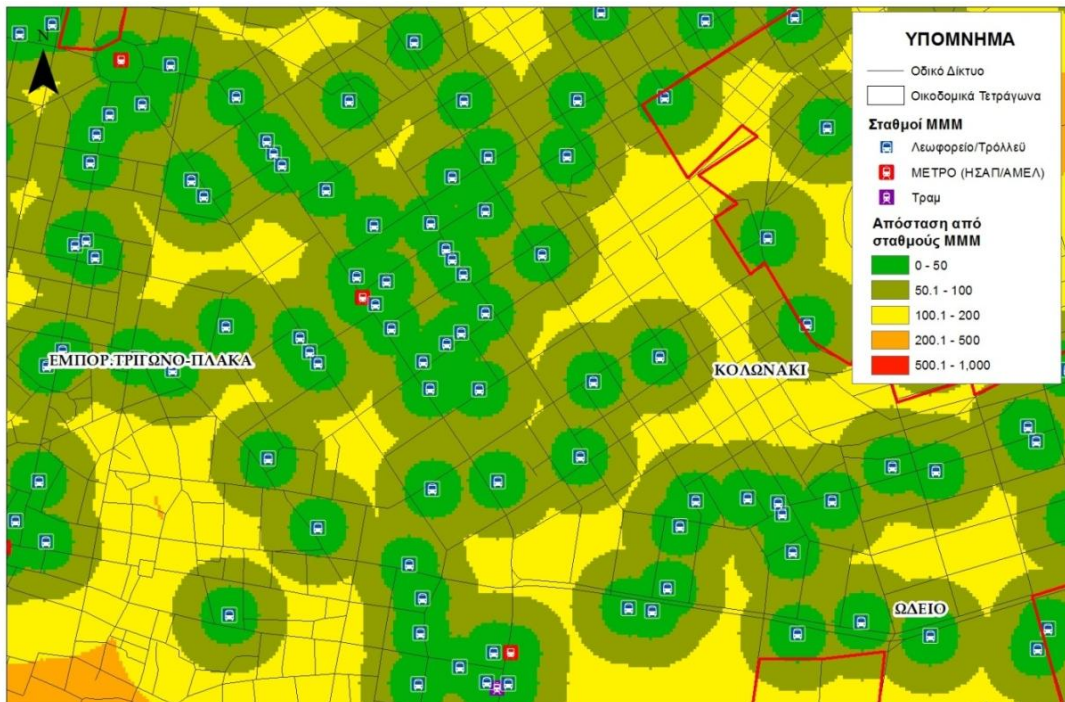 N
ΥΠΟΜΝΗΜΑ
Οδικό Δίκτυο
Οικοδομικά Τετράγωνα
Σταθμοί ΜΜΜ
Λεωφορείο/Τρόλλεϋ
ΜΕΤΡΟ (ΗΣΑΠ/ΑΜΕΛ)
Τραμ
Απόσταση από
σταθμούς ΜΜΜ
0 - 50
50.1 - 100
100.1 - 200
200.1 - 500
500.1 - 1,000
ΕΜΠΟΡ.ΤΡΙΓΩΝΟ-ΠΛΑΚΑ
ΚΟΛΩΝΑΚΙ
ΩΔΕΙΟ